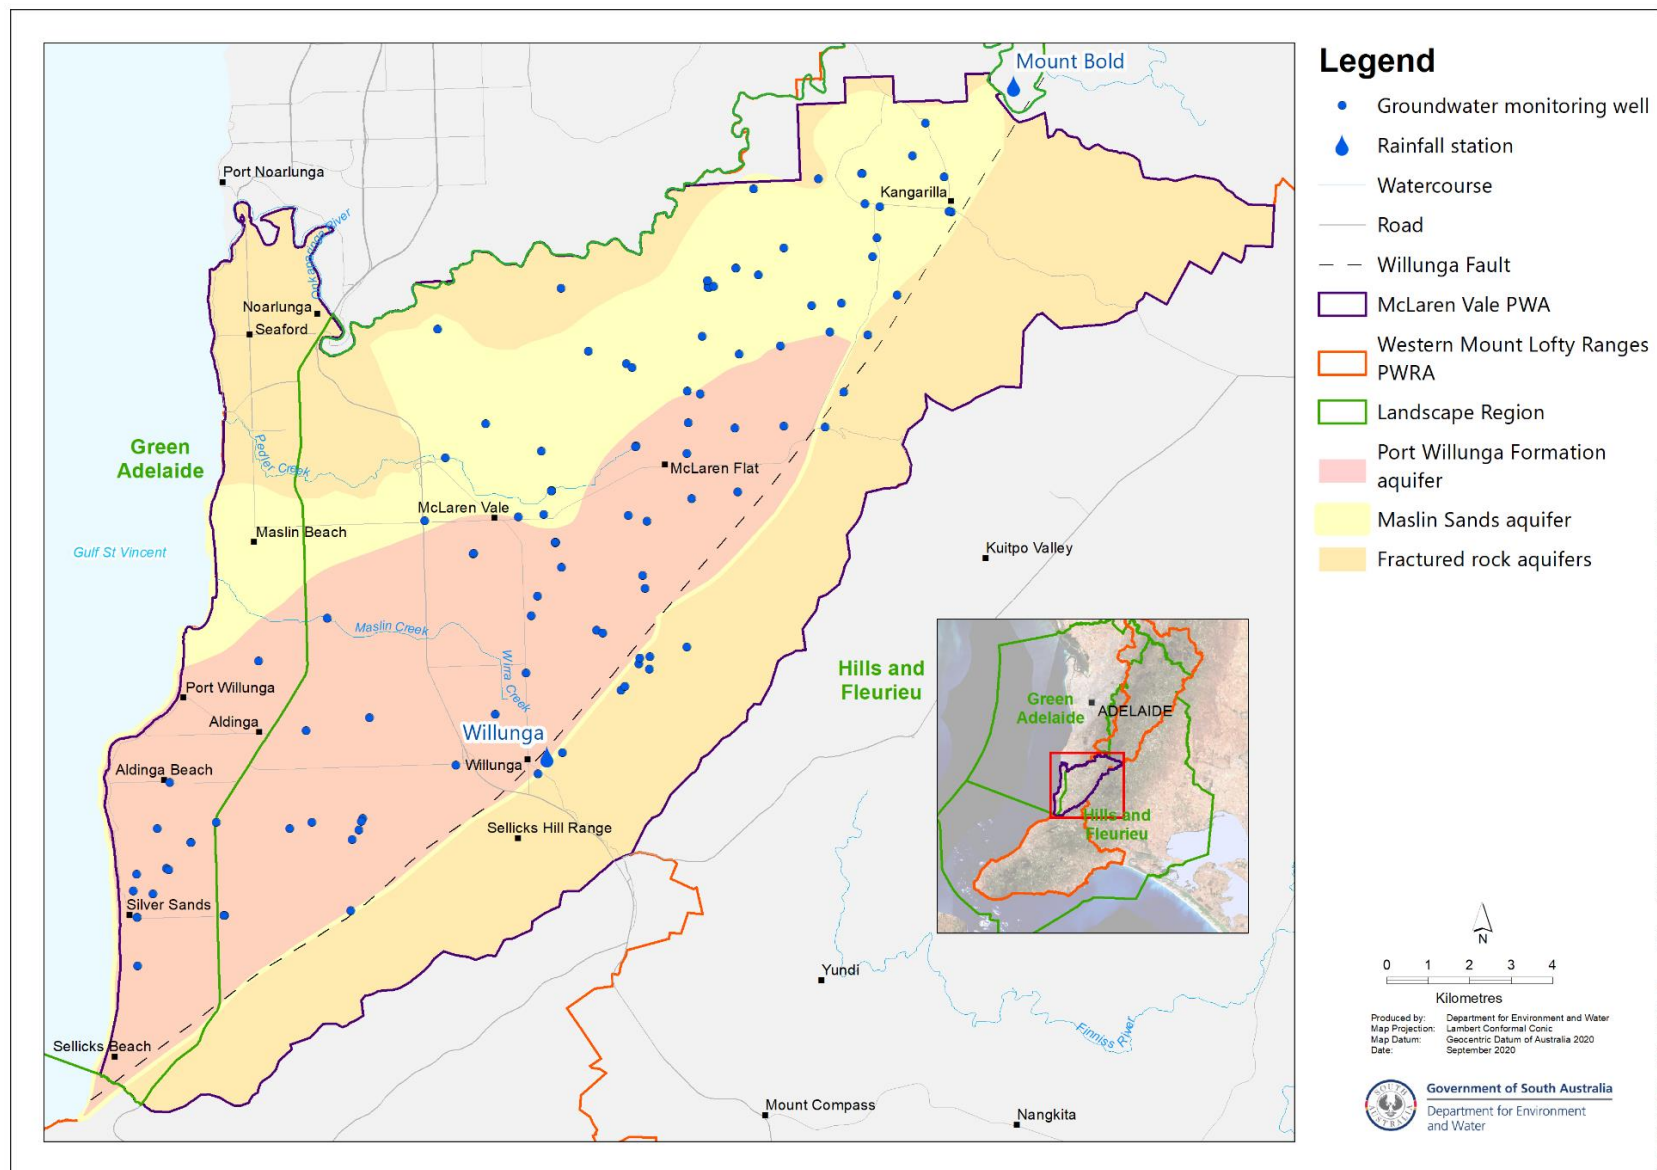 Mount Bold
Port Noarlunga
Kangarilla
Onkaparinga River
Noarlunga
Seaford
Green
Adelaide
Pedler Creek
McLaren Flat
McLaren Vale
Maslin Beach
Gulf St Vincent
Kuitpo Valley
Maslin Creek
Wirra Creek
Hills and
Fleurieu
Port Willunga
Aldinga
Willunga
Willunga
Aldinga Beach
Sellicks Hill Range
Silver Sands
Yundi
Finniss River
Sellicks Beach
Mount Compass
Nangkita
Green
Adelaide
ADELAIDE
Hills and
Fleurieu
Legend
Groundwater monitoring well
Rainfall station
Watercourse
Road
Willunga Fault
McLaren Vale PWA
Western Mount Lofty Ranges
PWRA
Landscape Region
Port Willunga Formation
aquifer
Maslin Sands aquifer
Fractured rock aquifers
N
0 1 2 3 4
Kilometres
Produced by: Department for Environment and Water
Map Projection: Lambert Conformal Conic
Map Datum: Geocentric Datum of Australia 2020
Date: September 2020
SOUTH AUSTRALIA
Government of South Australia
Department for Environment
and Water